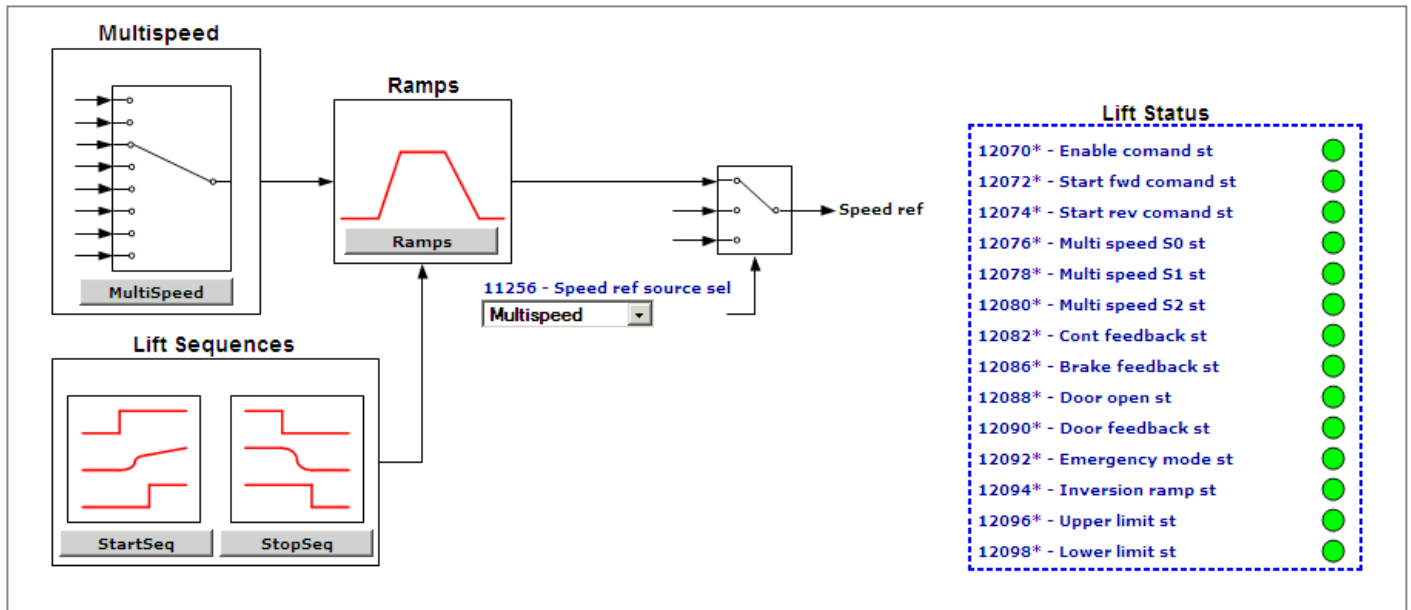 Multispeed
MultiSpeed
Ramps
Ramps
Speed ref
11256 - Speed ref source sel
Multispeed
Lift Sequences
StartSeq
StopSeq
Lift Status
12070* - Enable comand st
12072* - Start fwd comand st
12074* - Start rev comand st
12076* - Multi speed S0 st
12078* - Multi speed S1 st
12080* - Multi speed S2 st
12082* - Cont feedback st
12086* - Brake feedback st
12088* - Door open st
12090* - Door feedback st
12092* - Emergency mode st
12094* - Inversion ramp st
12096* - Upper limit st
12098* - Lower limit st